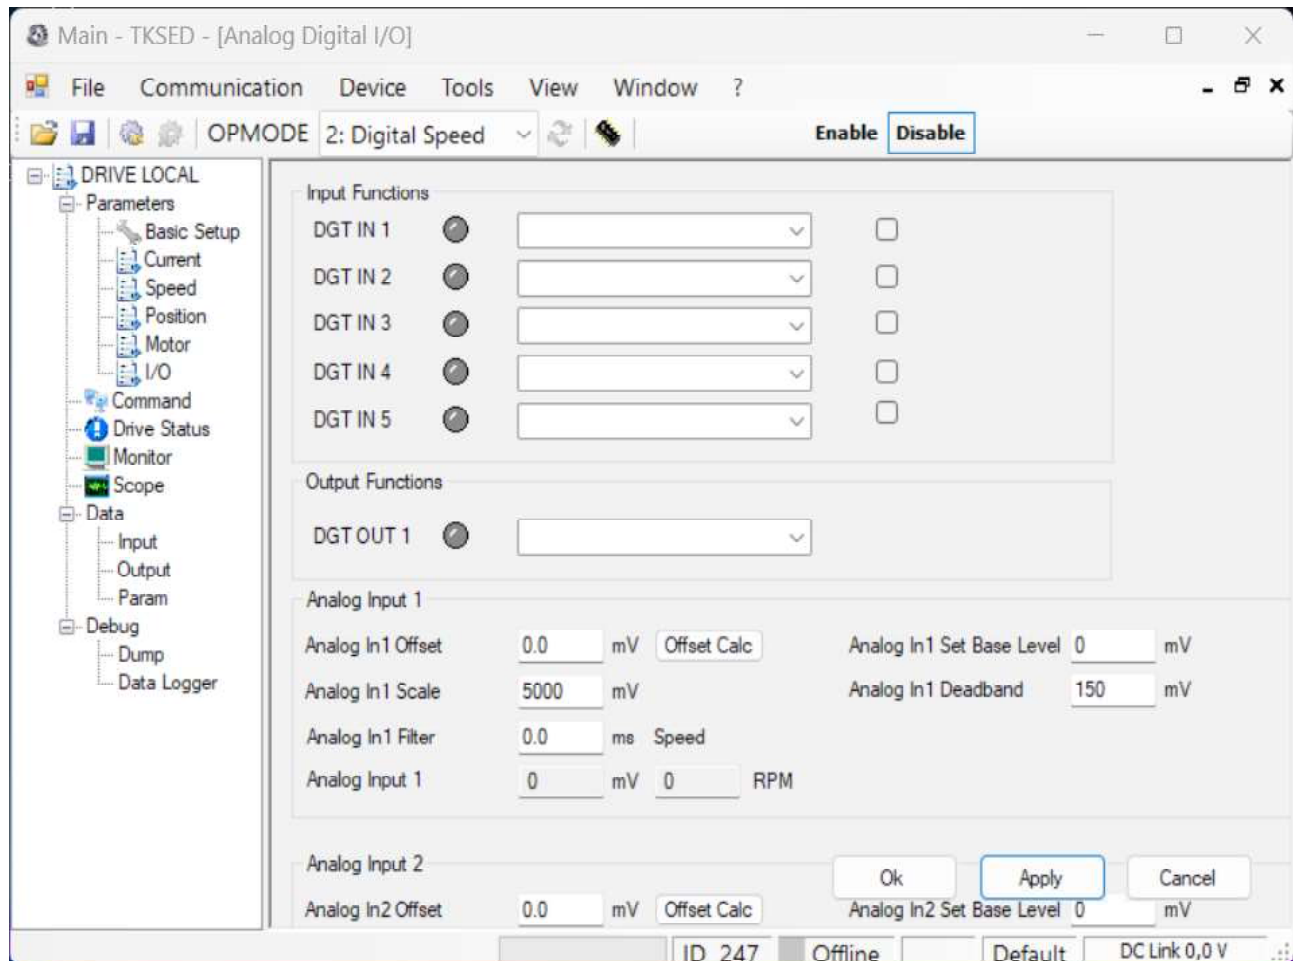 Main - TKSED - [Analog Digital I/O]
File Communication Device Tools View Window ?
OPMODE 2: Digital Speed Enable Disable
DRIVE LOCAL
Parameters
Basic Setup
Current
Speed
Position
Motor
I/O
Command
Drive Status
Monitor
Scope
Data
Input
Output
Param
Debug
Dump
Data Logger
Input Functions
DGT IN 1
DGT IN 2
DGT IN 3
DGT IN 4
DGT IN 5
Output Functions
DGT OUT 1
Analog Input 1
Analog In1 Offset 0.0 mV Offset Calc Analog In1 Set Base Level 0 mV
Analog In1 Scale 5000 mV Analog In1 Deadband 150 mV
Analog In1 Filter 0.0 ms Speed
Analog Input 1 0 mV 0 RPM
Analog Input 2
Ok Apply Cancel
Analog In2 Offset 0.0 mV Offset Calc Analog In2 Set Base Level 0 mV
ID 247 Offline Default DC Link 0,0 V